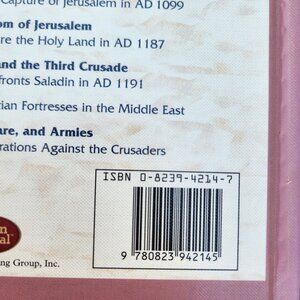 Capture of Jerusalem in AD 1099
om of Jerusalem
re the Holy Land in AD 1187
and the Third Crusade
fronts Saladin in AD 1191
ian Fortresses in the Middle East
are, and Armies
rations Against the Crusaders
ISBN 0-8239-4214-7
9 780823 942145
n
al™
ing Group, Inc.